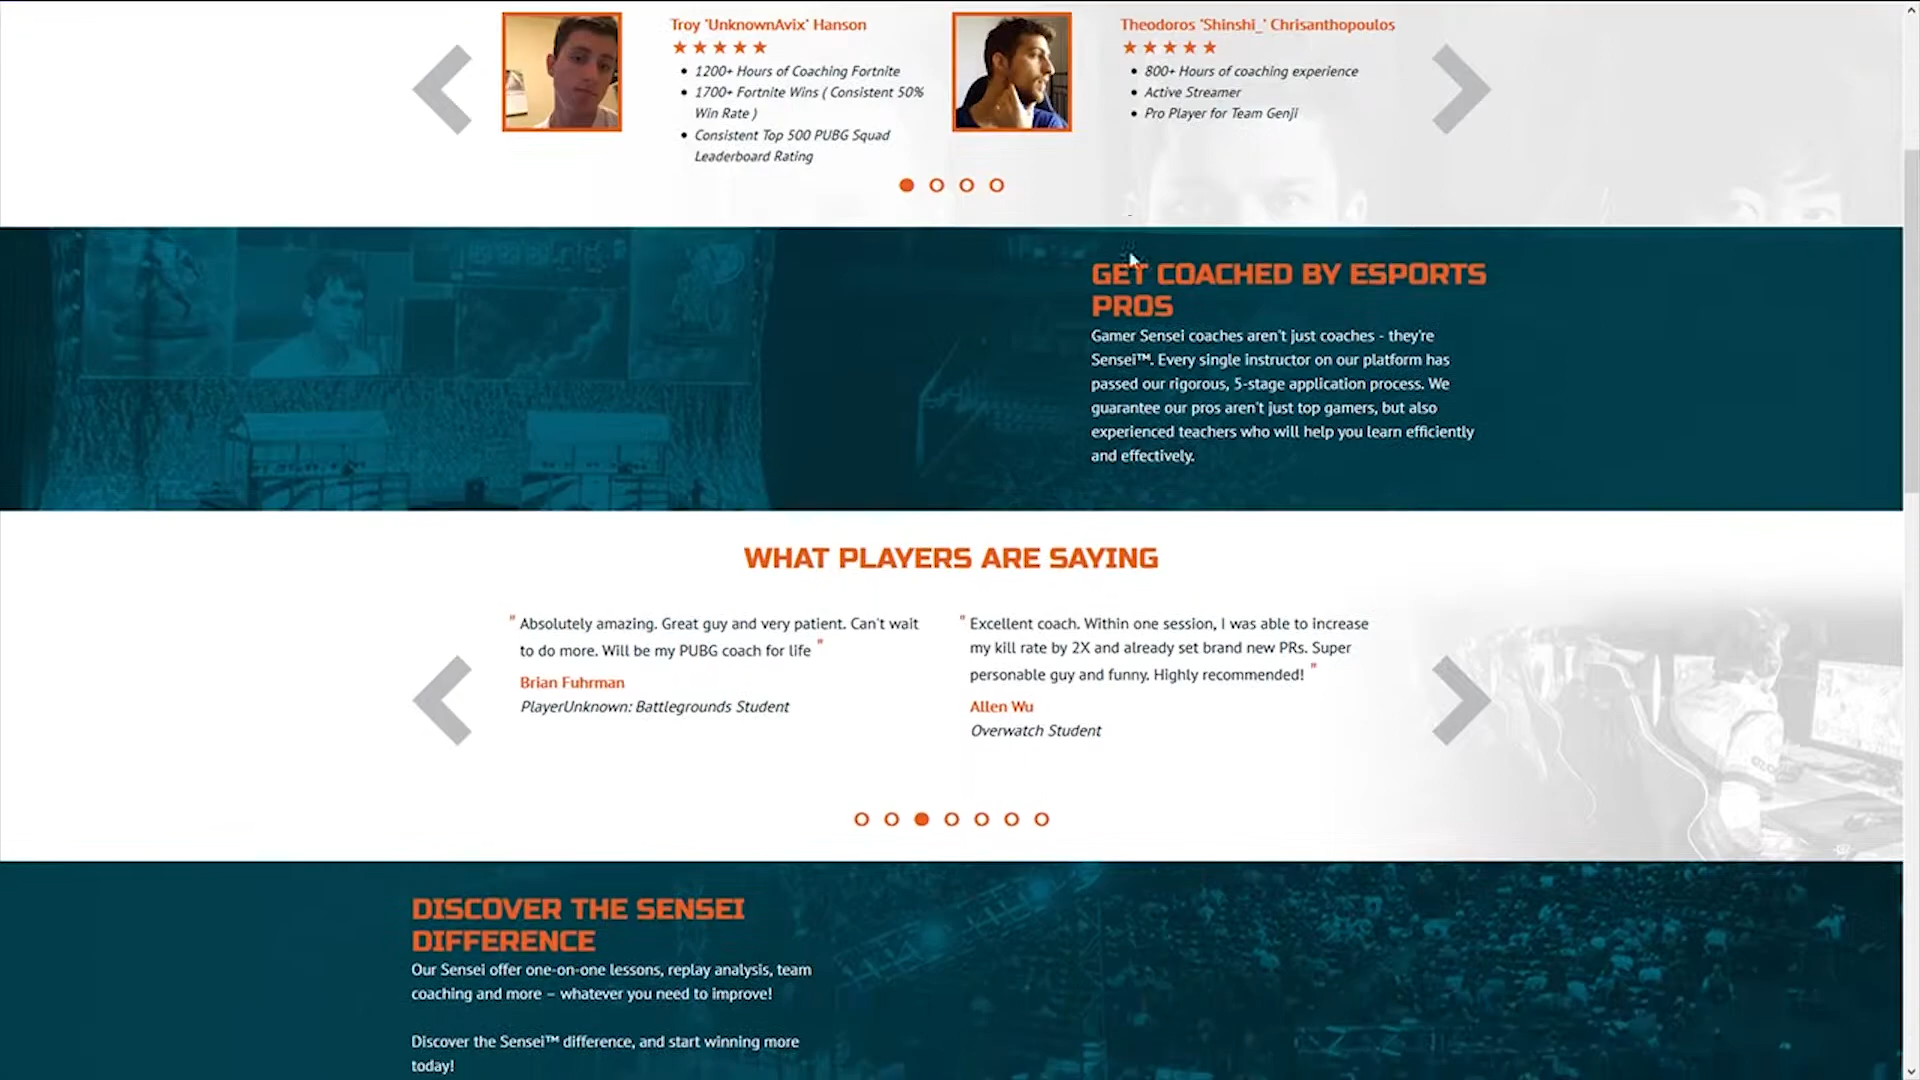 Troy 'UnknownAvix' Hanson
1200+ Hours of Coaching Fortnite
1700+ Fortnite Wins ( Consistent 50%
Win Rate )
Consistent Top 500 PUBG Squad
Leaderboard Rating
Theodoros 'Shinshi_' Chrisanthopoulos
800+ Hours of coaching experience
Active Streamer
Pro Player for Team Genji
GET COACHED BY ESPORTS
PROS
Gamer Sensei coaches aren't just coaches - they're
Sensei™. Every single instructor on our platform has
passed our rigorous, 5-stage application process. We
guarantee our pros aren't just top gamers, but also
experienced teachers who will help you learn efficiently
and effectively.
WHAT PLAYERS ARE SAYING
" Absolutely amazing. Great guy and very patient. Can't wait
to do more. Will be my PUBG coach for life "
Brian Fuhrman
PlayerUnknown: Battlegrounds Student
" Excellent coach. Within one session, I was able to increase
my kill rate by 2X and already set brand new PRs. Super
personable guy and funny. Highly recommended! "
Allen Wu
Overwatch Student
DISCOVER THE SENSEI
DIFFERENCE
Our Sensei offer one-on-one lessons, replay analysis, team
coaching and more – whatever you need to improve!
Discover the Sensei™ difference, and start winning more
today!